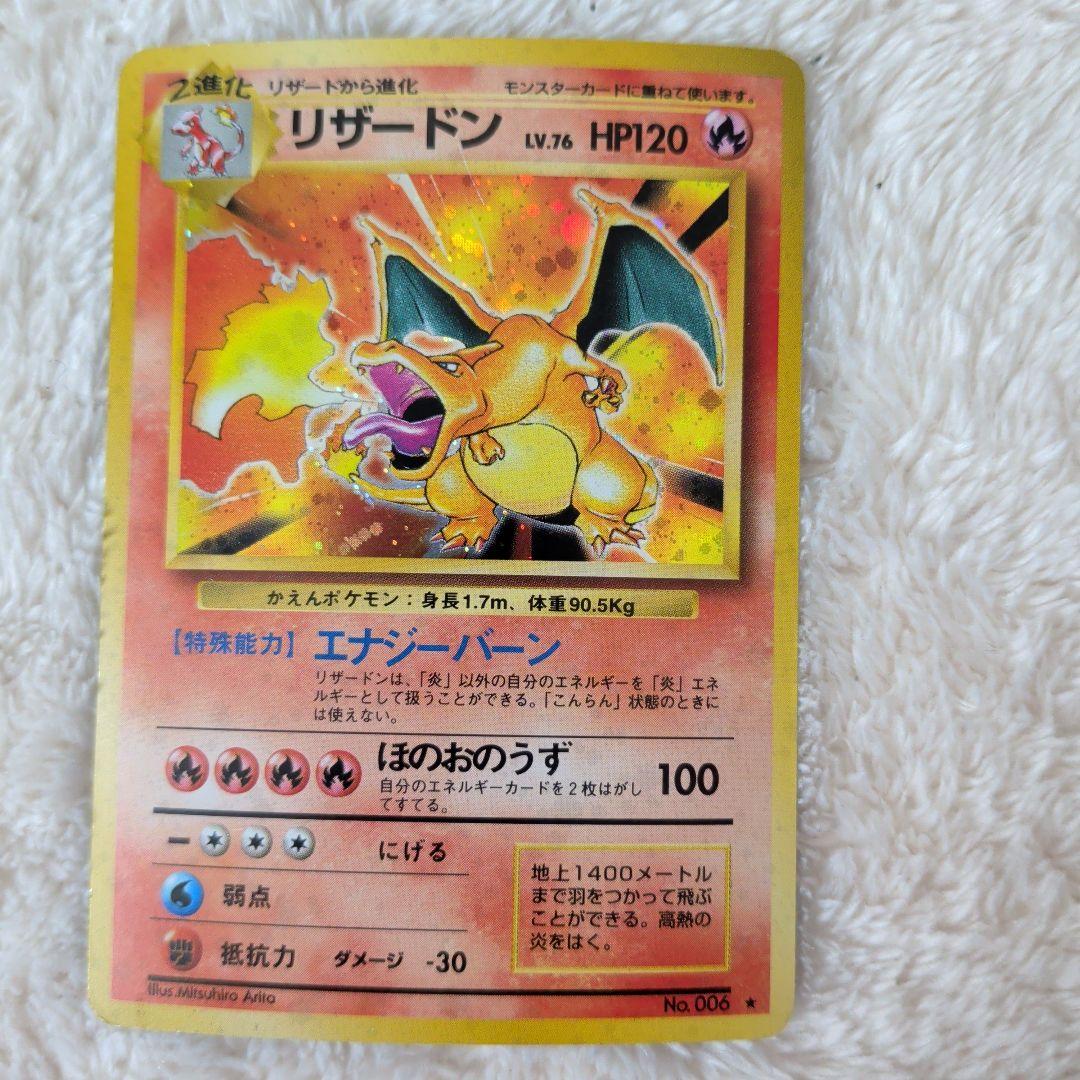 2進化 リザードから進化 モンスターカードに重ねて使います。
リザードン LV.76 HP120
かえんポケモン：身長1.7m、体重90.5Kg
【特殊能力】エナジーバーン
リザードンは、「炎」以外の自分のエネルギーを「炎」エネ
ルギーとして扱うことができる。「こんらん」状態のときに
は使えない。
ほのおのうず 100
自分のエネルギーカードを2枚はがし
てすてる。
にげる
弱点
抵抗力 ダメージ -30
地上1400メートル
まで羽をつかって飛ぶ
ことができる。高熱の
炎をはく。
Illus.Mitsuhiro Arita
No. 006 ★